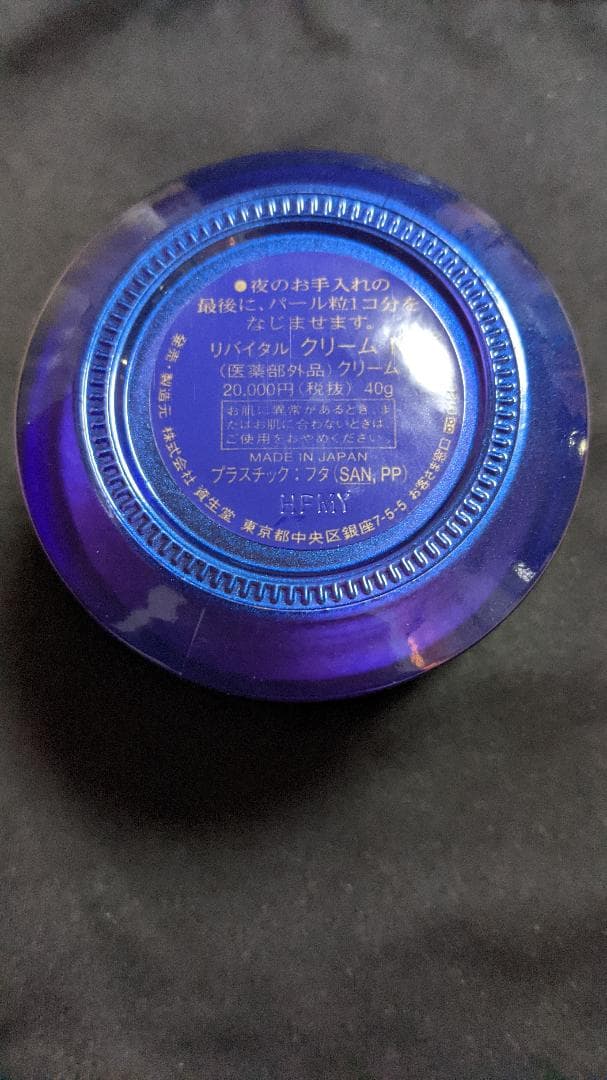 ●夜のお手入れの
最後に、パール粒1コ分を
なじませます。
リバイタル クリーム
(医薬部外品) クリーム
20,000円(税抜) 40g
お肌に異常があるとき、ま
たはお肌に合わないときは
ご使用をおやめください。
MADE IN JAPAN
プラスチック:フタ(SAN, PP)
HFMY
発売・製造元 株式会社 資生堂 東京都中央区銀座7-5-5 お客さま窓口